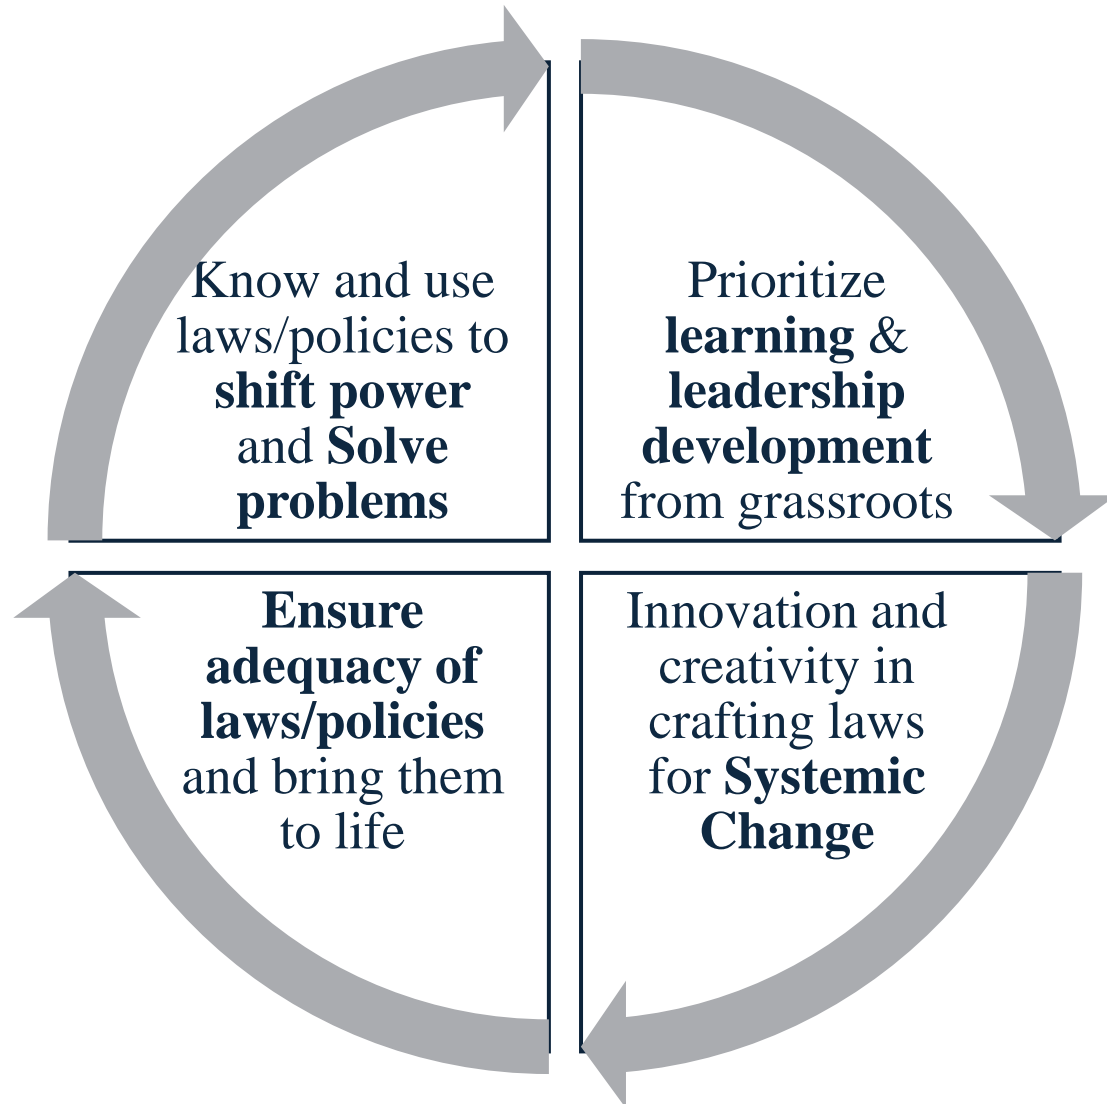 Know and use
laws/policies to
shift power
and Solve
problems
Prioritize
learning &
leadership
development
from grassroots
Ensure
adequacy of
laws/policies
and bring them
to life
Innovation and
creativity in
crafting laws
for Systemic
Change